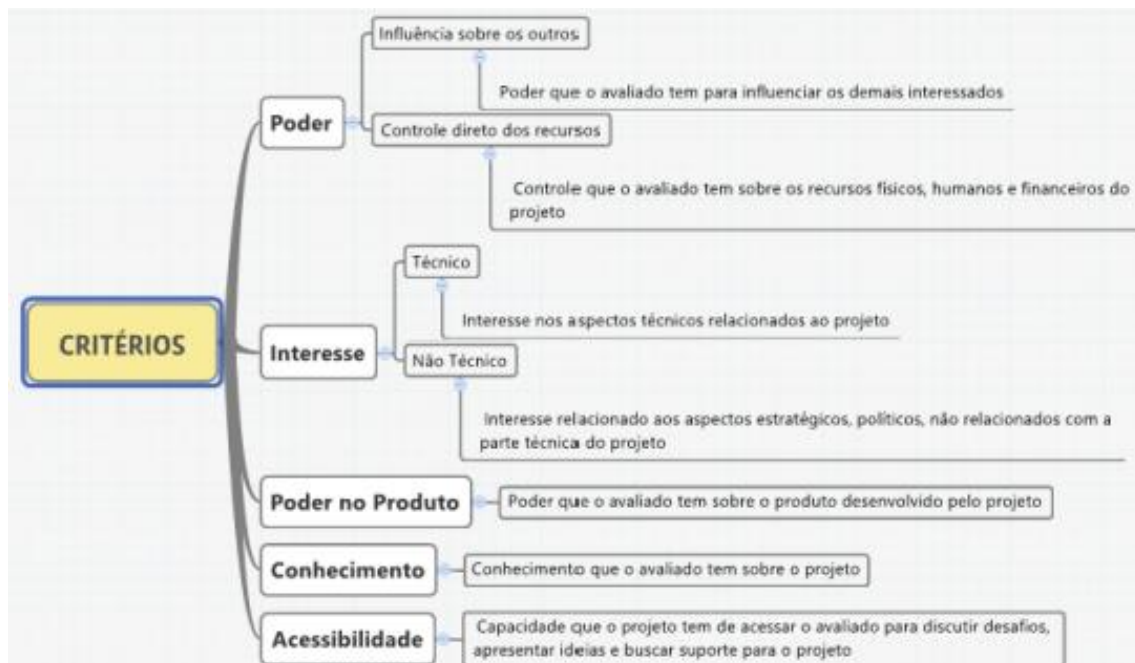 CRITÉRIOS
Poder
Influência sobre os outros
Poder que o avaliado tem para influenciar os demais interessados
Controle direto dos recursos
Controle que o avaliado tem sobre os recursos físicos, humanos e financeiros do
projeto
Interesse
Técnico
Interesse nos aspectos técnicos relacionados ao projeto
Não Técnico
Interesse relacionado aos aspectos estratégicos, políticos, não relacionados com a
parte técnica do projeto
Poder no Produto
Poder que o avaliado tem sobre o produto desenvolvido pelo projeto
Conhecimento
Conhecimento que o avaliado tem sobre o projeto
Acessibilidade
Capacidade que o projeto tem de acessar o avaliado para discutir desafios,
apresentar ideias e buscar suporte para o projeto